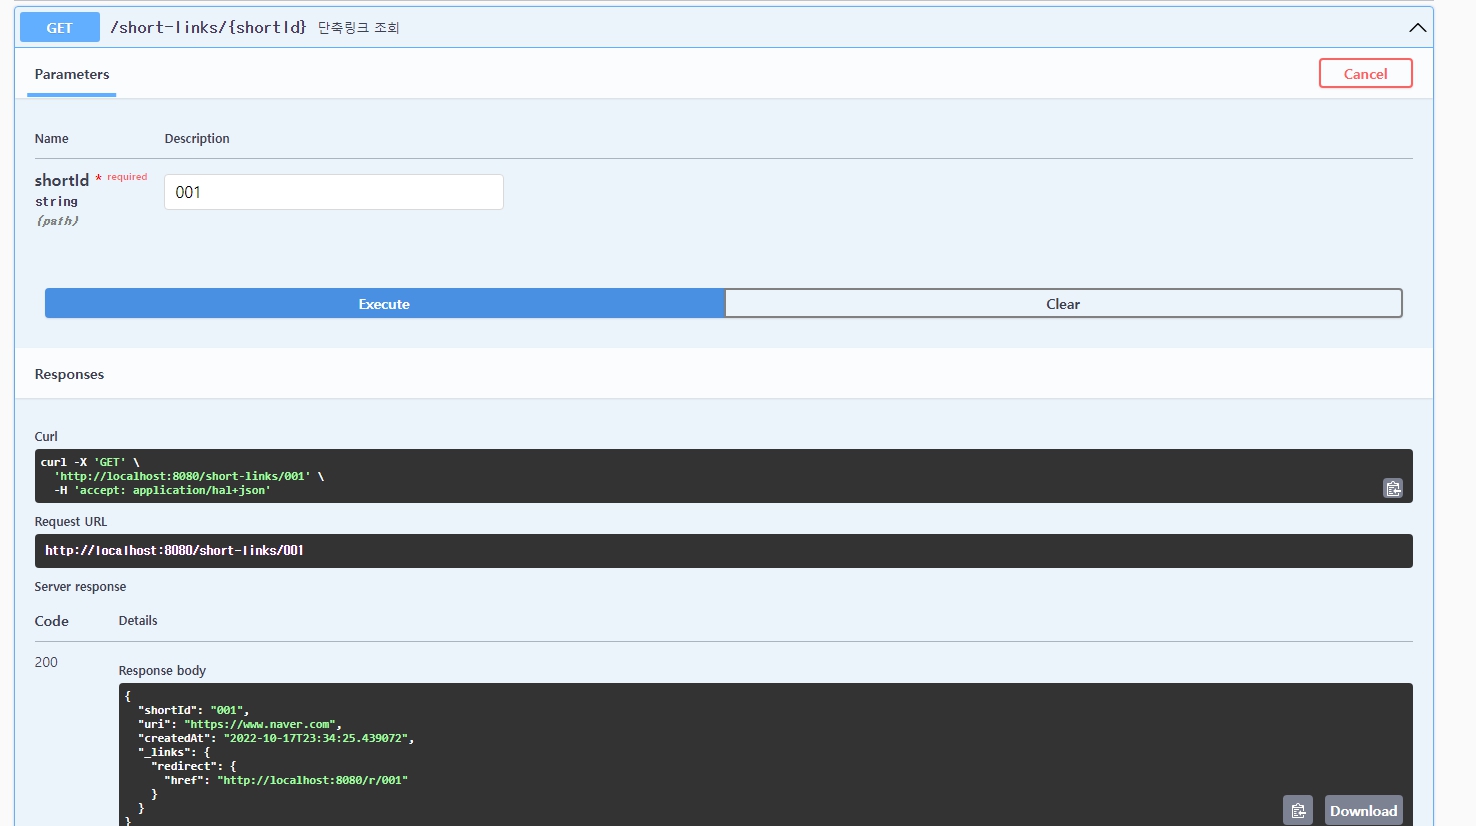 GET /short-links/{shortId} 단축링크 조회
Parameters
Cancel
Name Description
shortId * required
string
(path)
001
Execute Clear
Responses
Curl
curl -X 'GET' \
'http://localhost:8080/short-links/001' \
-H 'accept: application/hal+json'
Request URL
http://localhost:8080/short-links/001
Server response
Code Details
200
Response body
{
"shortId": "001",
"uri": "https://www.naver.com",
"createdAt": "2022-10-17T23:34:25.439072",
"_links": {
"redirect": {
"href": "http://localhost:8080/r/001"
}
}
}
Download